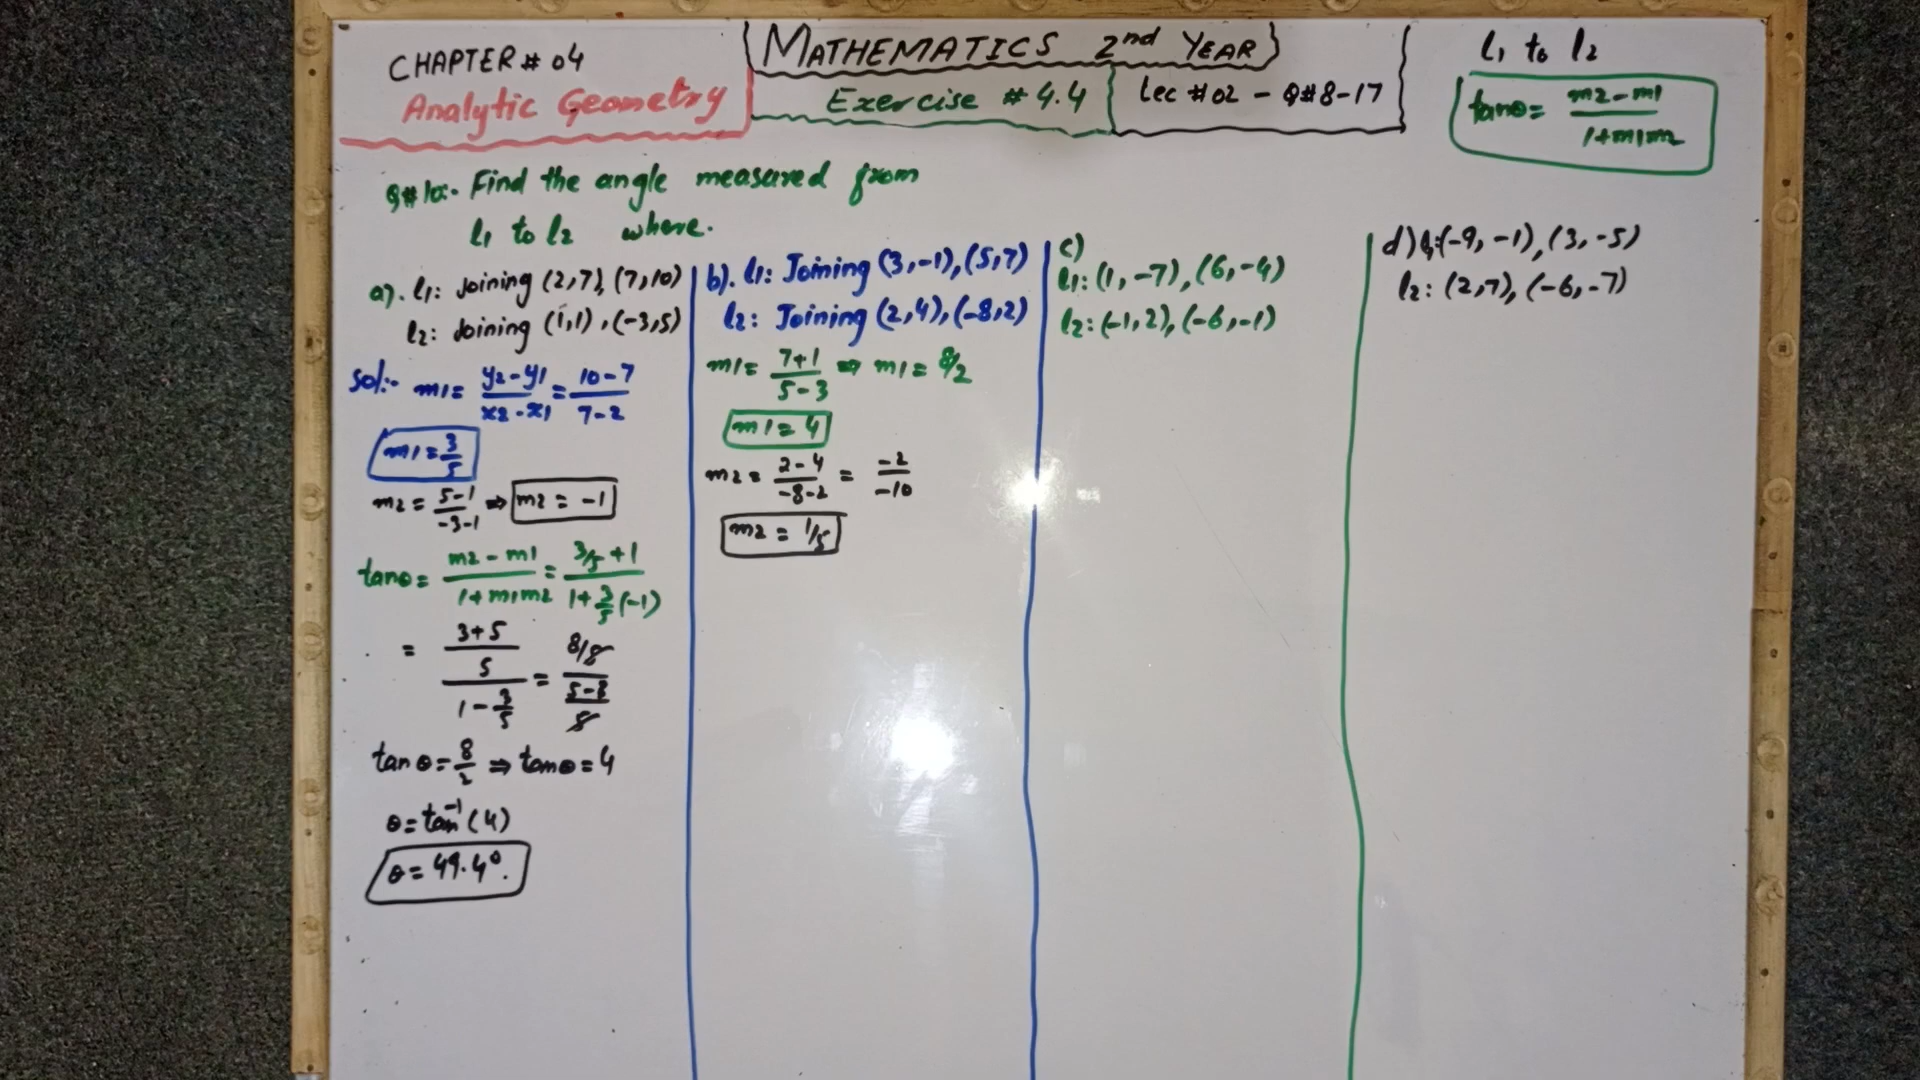 CHAPTER # 04
Analytic Geometry
MATHEMATICS 2nd YEAR
Exercise # 4.4
Lec # 02 - Q#8-17
l1 to l2
tanθ = m2-m1 / 1+m1m2
Q#10:- Find the angle measured from
l1 to l2 where.
a). l1: Joining (2,7), (7,10)
l2: Joining (1,1), (-3,5)
Sol:- m1 = y2-y1 / x2-x1 = 10-7 / 7-2
m1 = 3/5
m2 = 5-1 / -3-1 ⇒ m2 = -1
tanθ = m2-m1 / 1+m1m2 = 3/5+1 / 1+3/5(-1)
= 3+5 / 5 / 1-3/5 =
tanθ = 8/2 ⇒ tanθ = 4
θ = tan⁻¹(4)
θ = 49.4°.
b). l1: Joining (3,-1), (5,7)
l2: Joining (2,4), (-8,2)
m1 = 7+1 / 5-3 ⇒ m1 = 8/2
m1 = 4
m2 = 2-4 / -8-2 = -2 / -10
m2 = 1/5
c)
l1: (1,-7), (6,-4)
l2: (-1,2), (-6,-1)
d) l1: (-9,-1), (3,-5)
l2: (2,7), (-6,-7)